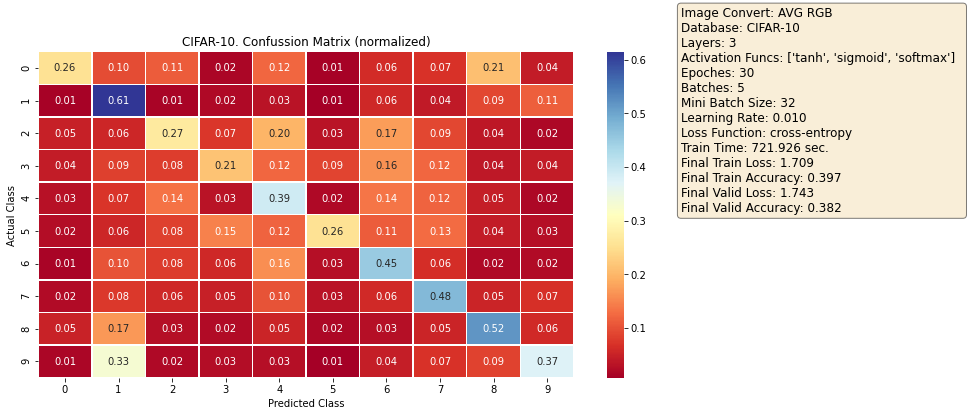 CIFAR-10. Confussion Matrix (normalized)
Actual Class
0 0.26 0.10 0.11 0.02 0.12 0.01 0.06 0.07 0.21 0.04
1 0.01 0.61 0.01 0.02 0.03 0.01 0.06 0.04 0.09 0.11
2 0.05 0.06 0.27 0.07 0.20 0.03 0.17 0.09 0.04 0.02
3 0.04 0.09 0.08 0.21 0.12 0.09 0.16 0.12 0.04 0.04
4 0.03 0.07 0.14 0.03 0.39 0.02 0.14 0.12 0.05 0.02
5 0.02 0.06 0.08 0.15 0.12 0.26 0.11 0.13 0.04 0.03
6 0.01 0.10 0.08 0.06 0.16 0.03 0.45 0.06 0.02 0.02
7 0.02 0.08 0.06 0.05 0.10 0.03 0.06 0.48 0.05 0.07
8 0.05 0.17 0.03 0.02 0.05 0.02 0.03 0.05 0.52 0.06
9 0.01 0.33 0.02 0.03 0.03 0.01 0.04 0.07 0.09 0.37
0 1 2 3 4 5 6 7 8 9
Predicted Class
0.6
0.5
0.4
0.3
0.2
0.1
Image Convert: AVG RGB
Database: CIFAR-10
Layers: 3
Activation Funcs: ['tanh', 'sigmoid', 'softmax']
Epoches: 30
Batches: 5
Mini Batch Size: 32
Learning Rate: 0.010
Loss Function: cross-entropy
Train Time: 721.926 sec.
Final Train Loss: 1.709
Final Train Accuracy: 0.397
Final Valid Loss: 1.743
Final Valid Accuracy: 0.382